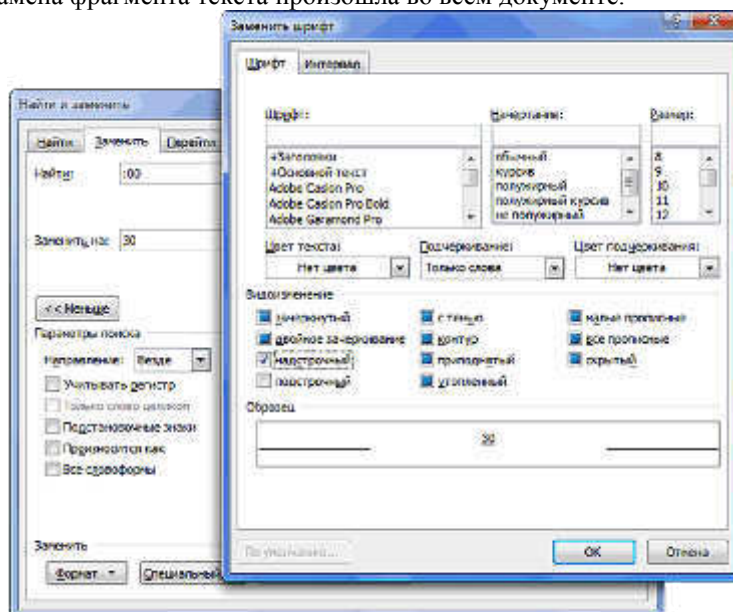 замена фрагмента текста произошла во всем документе.
Заменить шрифт
Шрифт Интервал
Шрифт: Начертание: Размер:
+Заголовки обычный 8
+Основной текст курсив 9
Adobe Caslon Pro полужирный 10
Adobe Caslon Pro Bold полужирный курсив 11
Adobe Garamond Pro не полужирный 12
Цвет текста: Подчеркивание: Цвет подчеркивания:
Нет цвета Только слова Нет цвета
Видоизменение
зачеркнутый с тенью малые прописные
двойное зачеркивание контур все прописные
надстрочный приподнятый скрытый
подстрочный утопленный
Образец
30
По умолчанию... ОК Отмена
Найти и заменить
Найти Заменить Перейти
Найти: :00
Заменить на: 30
<< Меньше
Параметры поиска
Направление: Везде
Учитывать регистр
Только слово целиком
Подстановочные знаки
Произносится как
Все словоформы
Заменить
Формат Специальный